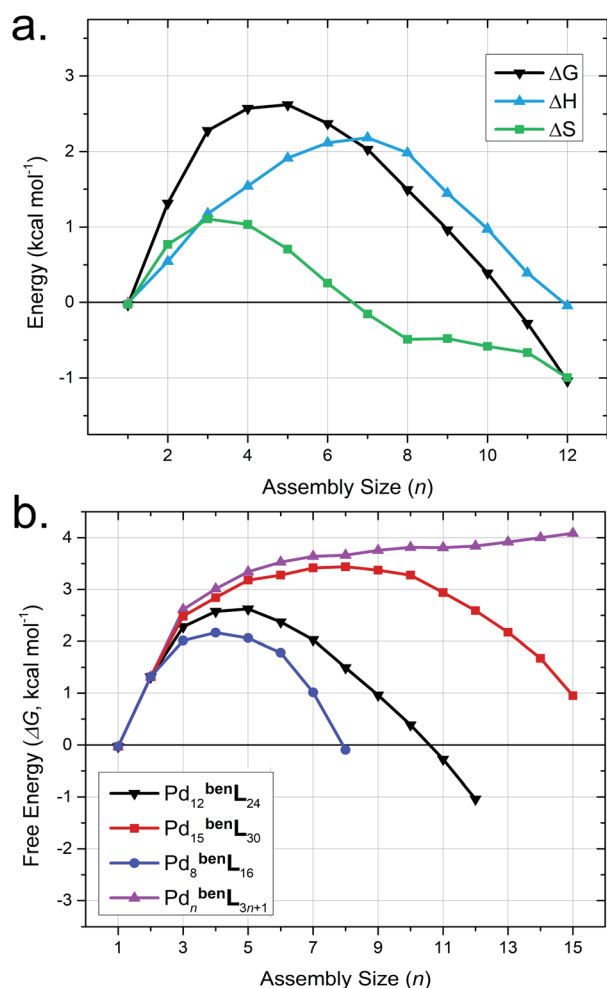 a.
Energy (kcal mol⁻¹)
3
2
1
0
-1
ΔG
ΔH
ΔS
2 4 6 8 10 12
Assembly Size (n)
b.
Free Energy (ΔG, kcal mol⁻¹)
4
3
2
1
0
-1
-2
-3
Pd₁₂ᵇᵉⁿL₂₄
Pd₁₅ᵇᵉⁿL₃₀
Pd₈ᵇᵉⁿL₁₆
PdₙᵇᵉⁿL₃ₙ₊₁
1 3 5 7 9 11 13 15
Assembly Size (n)